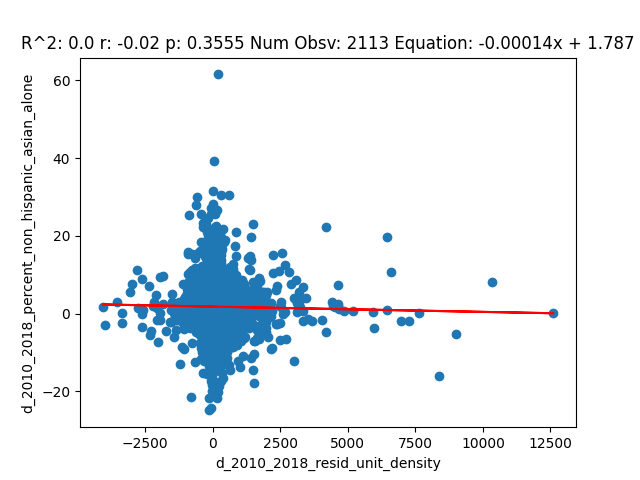 R^2: 0.0 r: -0.02 p: 0.3555 Num Obsv: 2113 Equation: -0.00014x + 1.787
d_2010_2018_percent_non_hispanic_asian_alone
60
40
20
0
−20
−2500 0 2500 5000 7500 10000 12500
d_2010_2018_resid_unit_density